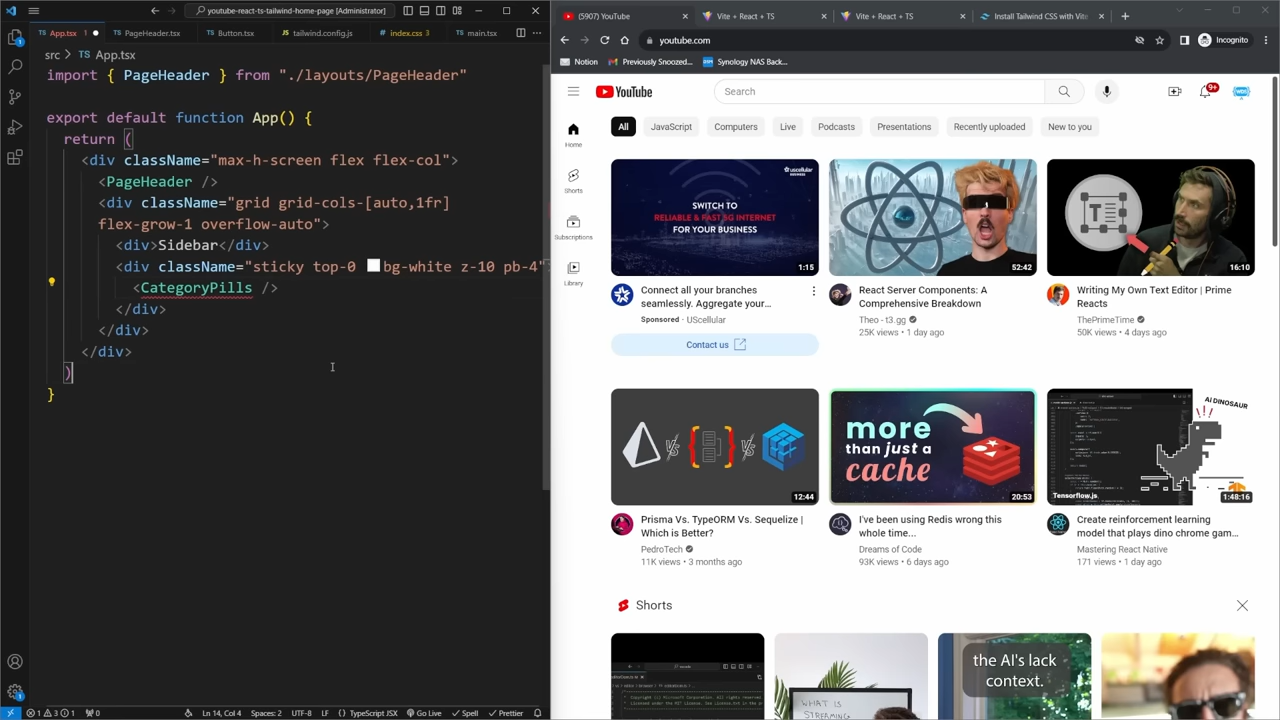 youtube-react-ts-tailwind-home-page [Administrator]
App.tsx 1
PageHeader.tsx
Button.tsx
tailwind.config.js
index.css 3
main.tsx
src > App.tsx
import { PageHeader } from "./layouts/PageHeader"
export default function App() {
return (
<div className="max-h-screen flex flex-col">
<PageHeader />
<div className="grid grid-cols-[auto,1fr]
flex-grow-1 overflow-auto">
<div>Sidebar</div>
<div className="sticky top-0 bg-white z-10 pb-4"
<CategoryPills />
</div>
</div>
</div>
)
}
Ln 14, Col 4
Spaces: 2
UTF-8
LF
{ } TypeScript JSX
Go Live
Spell
Prettier
(5907) YouTube
Vite + React + TS
Vite + React + TS
Install Tailwind CSS with Vite
youtube.com
Incognito
Notion
Previously Snoozed...
Synology NAS Back...
YouTube
Search
9+
All
JavaScript
Computers
Live
Podcasts
Presentations
Recently uploaded
New to you
Home
Shorts
Subscriptions
Library
uscellular
BUSINESS
SWITCH TO
RELIABLE & FAST 5G INTERNET
FOR YOUR BUSINESS
1:15
16:10
Connect all your branches
seamlessly. Aggregate your...
Sponsored · UScellular
Contact us
React Server Components: A
Comprehensive Breakdown
Theo - t3.gg
25K views • 1 day ago
Writing My Own Text Editor | Prime
Reacts
ThePrimeTime
50K views • 4 days ago
VS
VS
12:44
more
than just a
cache
20:53
AI DINOSAUR
Tensorflow.js
1:48:16
Prisma Vs. TypeORM Vs. Sequelize |
Which is Better?
PedroTech
11K views • 3 months ago
I've been using Redis wrong this
whole time...
Dreams of Code
93K views • 6 days ago
Create reinforcement learning
model that plays dino chrome gam...
Mastering React Native
171 views • 1 day ago
Shorts
WHAT IS
STREAMING
the AI's lack
context.